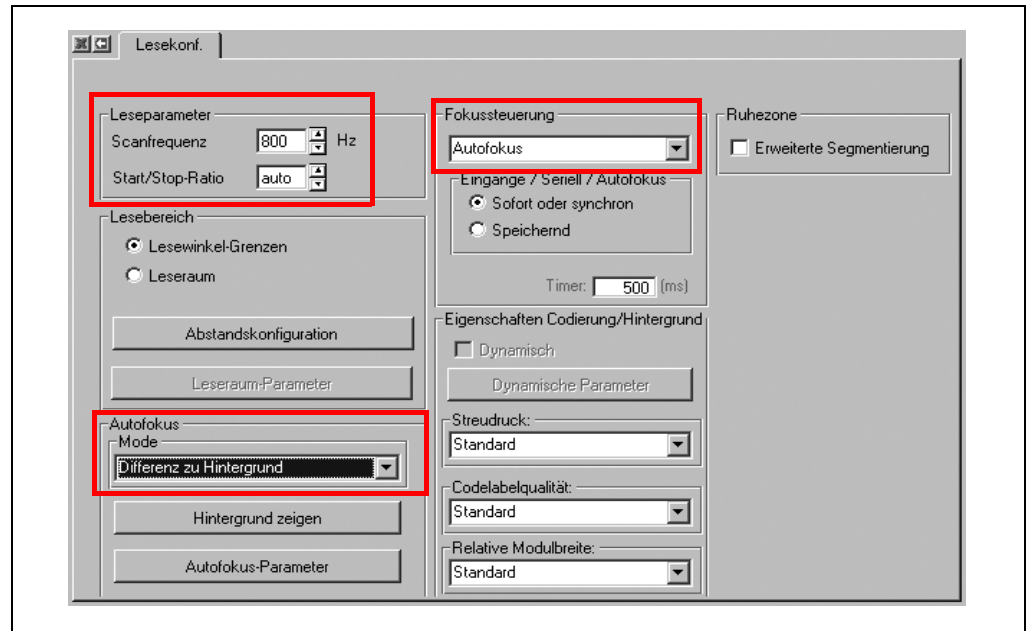 Lesekonf.
Leseparameter
Scanfrequenz 800 Hz
Start/Stop-Ratio auto
Lesebereich
Lesewinkel-Grenzen
Leseraum
Abstandskonfiguration
Leseraum-Parameter
Autofokus
Mode
Differenz zu Hintergrund
Hintergrund zeigen
Autofokus-Parameter
Fokussteuerung
Autofokus
Eingänge / Seriell / Autofokus
Sofort oder synchron
Speichernd
Timer: 500 (ms)
Eigenschaften Codierung/Hintergrund
Dynamisch
Dynamische Parameter
Streudruck:
Standard
Codelabelqualität:
Standard
Relative Modulbreite:
Standard
Ruhezone
Erweiterte Segmentierung